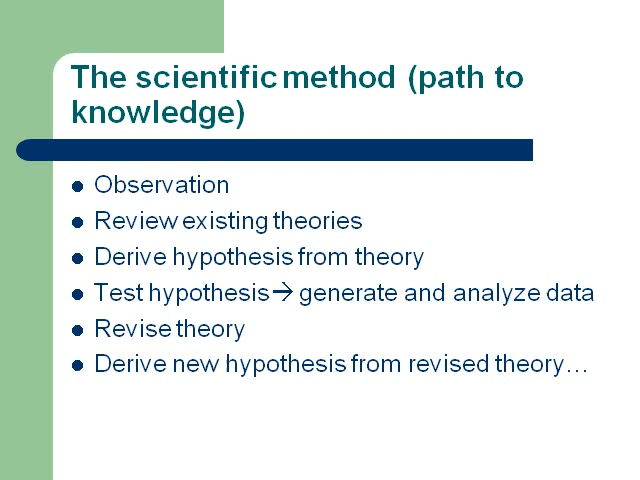 The scientific method (path to
knowledge)
● Observation
● Review existing theories
● Derive hypothesis from theory
● Test hypothesis→ generate and analyze data
● Revise theory
● Derive new hypothesis from revised theory…